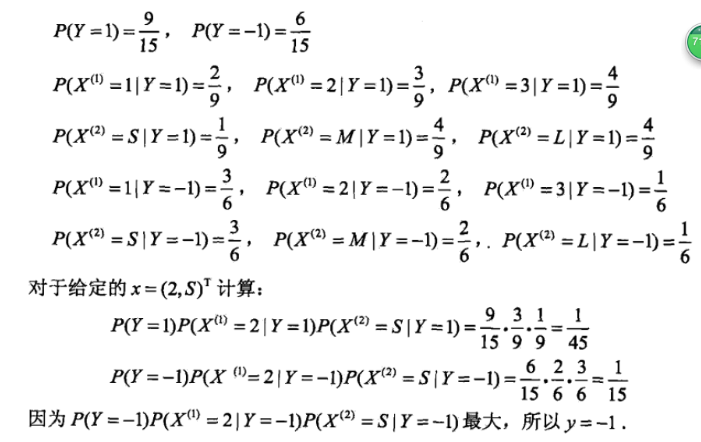 P(Y=1)=9/15, P(Y=-1)=6/15
P(X⁽¹⁾=1|Y=1)=2/9, P(X⁽¹⁾=2|Y=1)=3/9, P(X⁽¹⁾=3|Y=1)=4/9
P(X⁽²⁾=S|Y=1)=1/9, P(X⁽²⁾=M|Y=1)=4/9, P(X⁽²⁾=L|Y=1)=4/9
P(X⁽¹⁾=1|Y=-1)=3/6, P(X⁽¹⁾=2|Y=-1)=2/6, P(X⁽¹⁾=3|Y=-1)=1/6
P(X⁽²⁾=S|Y=-1)=3/6, P(X⁽²⁾=M|Y=-1)=2/6, P(X⁽²⁾=L|Y=-1)=1/6
对于给定的 x=(2,S)ᵀ 计算:
P(Y=1)P(X⁽¹⁾=2|Y=1)P(X⁽²⁾=S|Y=1)=9/15·3/9·1/9=1/45
P(Y=-1)P(X⁽¹⁾=2|Y=-1)P(X⁽²⁾=S|Y=-1)=6/15·2/6·3/6=1/15
因为 P(Y=-1)P(X⁽¹⁾=2|Y=-1)P(X⁽²⁾=S|Y=-1) 最大，所以 y=-1.